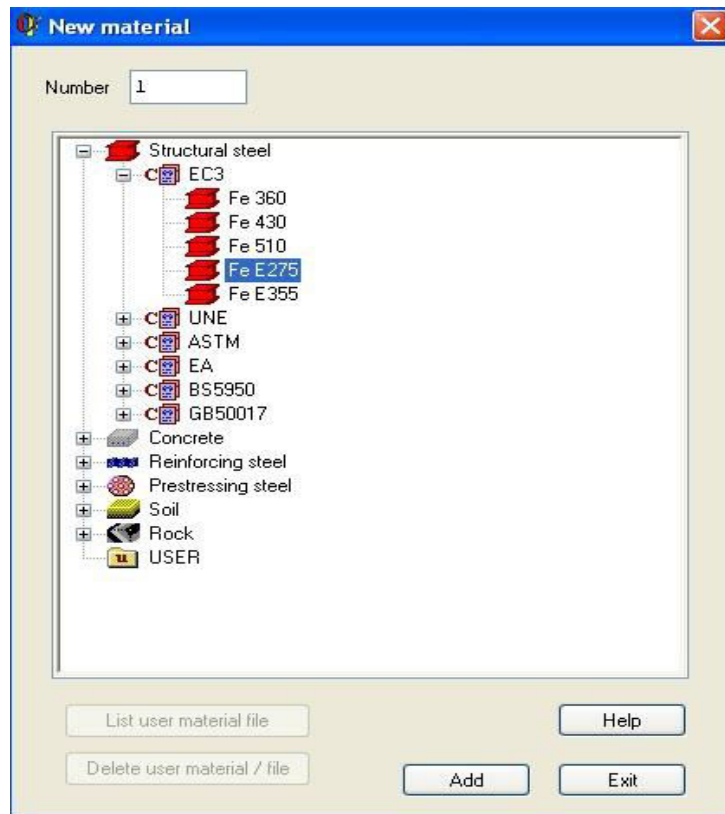 New material
Number 1
Structural steel
C EC3
Fe 360
Fe 430
Fe 510
Fe E275
Fe E355
C UNE
C ASTM
C EA
C BS5950
C GB50017
Concrete
Reinforcing steel
Prestressing steel
Soil
Rock
u USER
List user material file
Help
Delete user material / file
Add
Exit